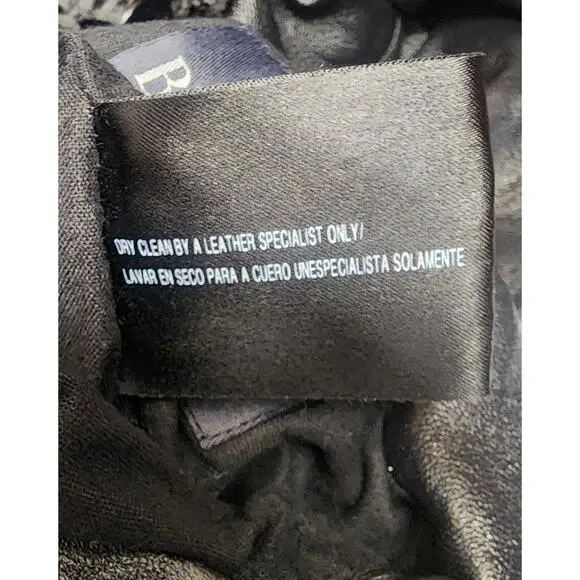 B
DRY CLEAN BY A LEATHER SPECIALIST ONLY/
LAVAR EN SECO PARA A CUERO UNESPECIALISTA SOLAMENTE